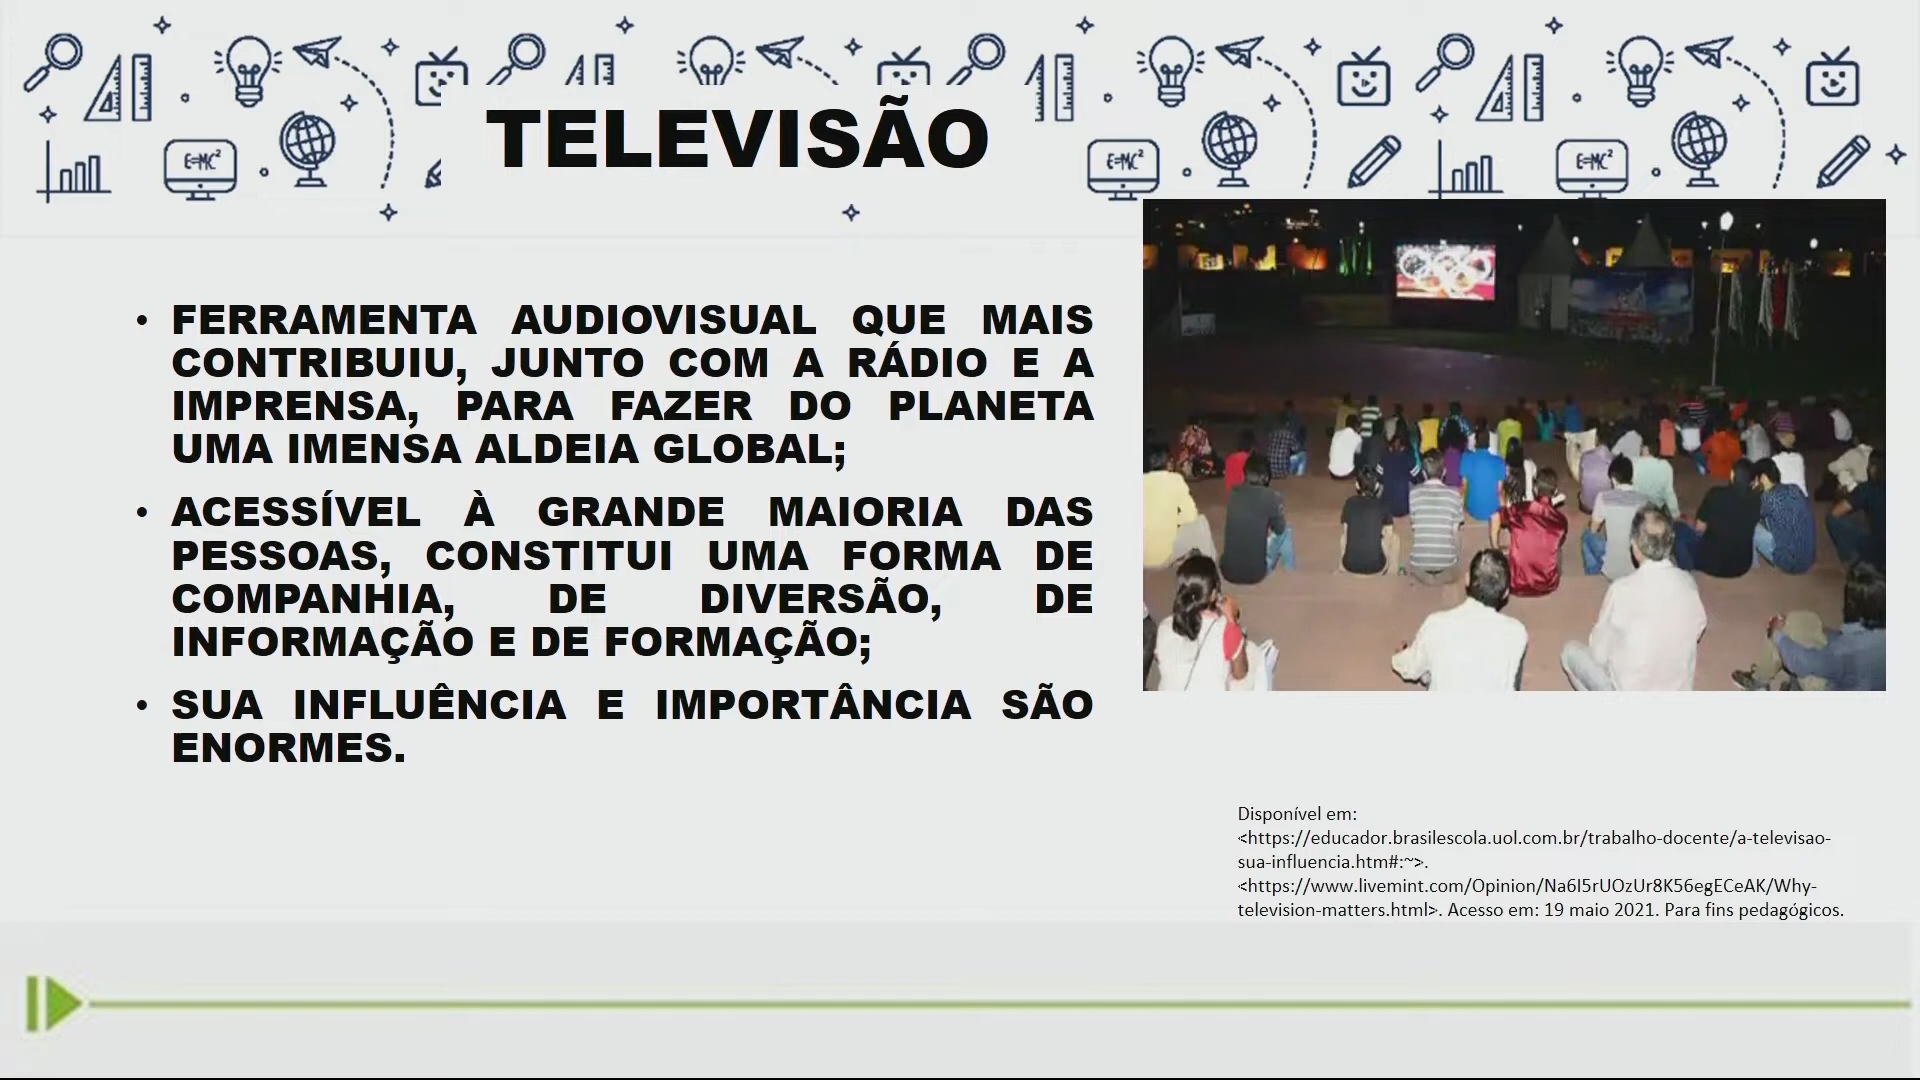 E=MC²
E=MC²
E=MC²
TELEVISÃO
• FERRAMENTA AUDIOVISUAL QUE MAIS
CONTRIBUIU, JUNTO COM A RÁDIO E A
IMPRENSA, PARA FAZER DO PLANETA
UMA IMENSA ALDEIA GLOBAL;
• ACESSÍVEL À GRANDE MAIORIA DAS
PESSOAS, CONSTITUI UMA FORMA DE
COMPANHIA, DE DIVERSÃO, DE
INFORMAÇÃO E DE FORMAÇÃO;
• SUA INFLUÊNCIA E IMPORTÂNCIA SÃO
ENORMES.
Disponível em:
<https://educador.brasilescola.uol.com.br/trabalho-docente/a-televisao-
sua-influencia.htm#:~>.
<https://www.livemint.com/Opinion/Na6I5rUOzUr8K56egECeAK/Why-
television-matters.html>. Acesso em: 19 maio 2021. Para fins pedagógicos.